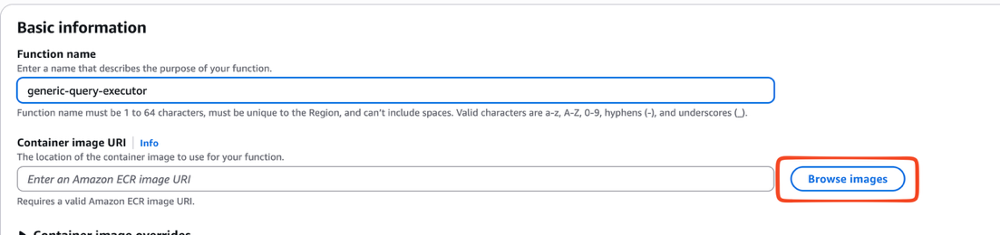 Basic information
Function name
Enter a name that describes the purpose of your function.
generic-query-executor
Function name must be 1 to 64 characters, must be unique to the Region, and can't include spaces. Valid characters are a-z, A-Z, 0-9, hyphens (-), and underscores (_).
Container image URI Info
The location of the container image to use for your function.
Enter an Amazon ECR image URI
Browse images
Requires a valid Amazon ECR image URI.
Container image overrides